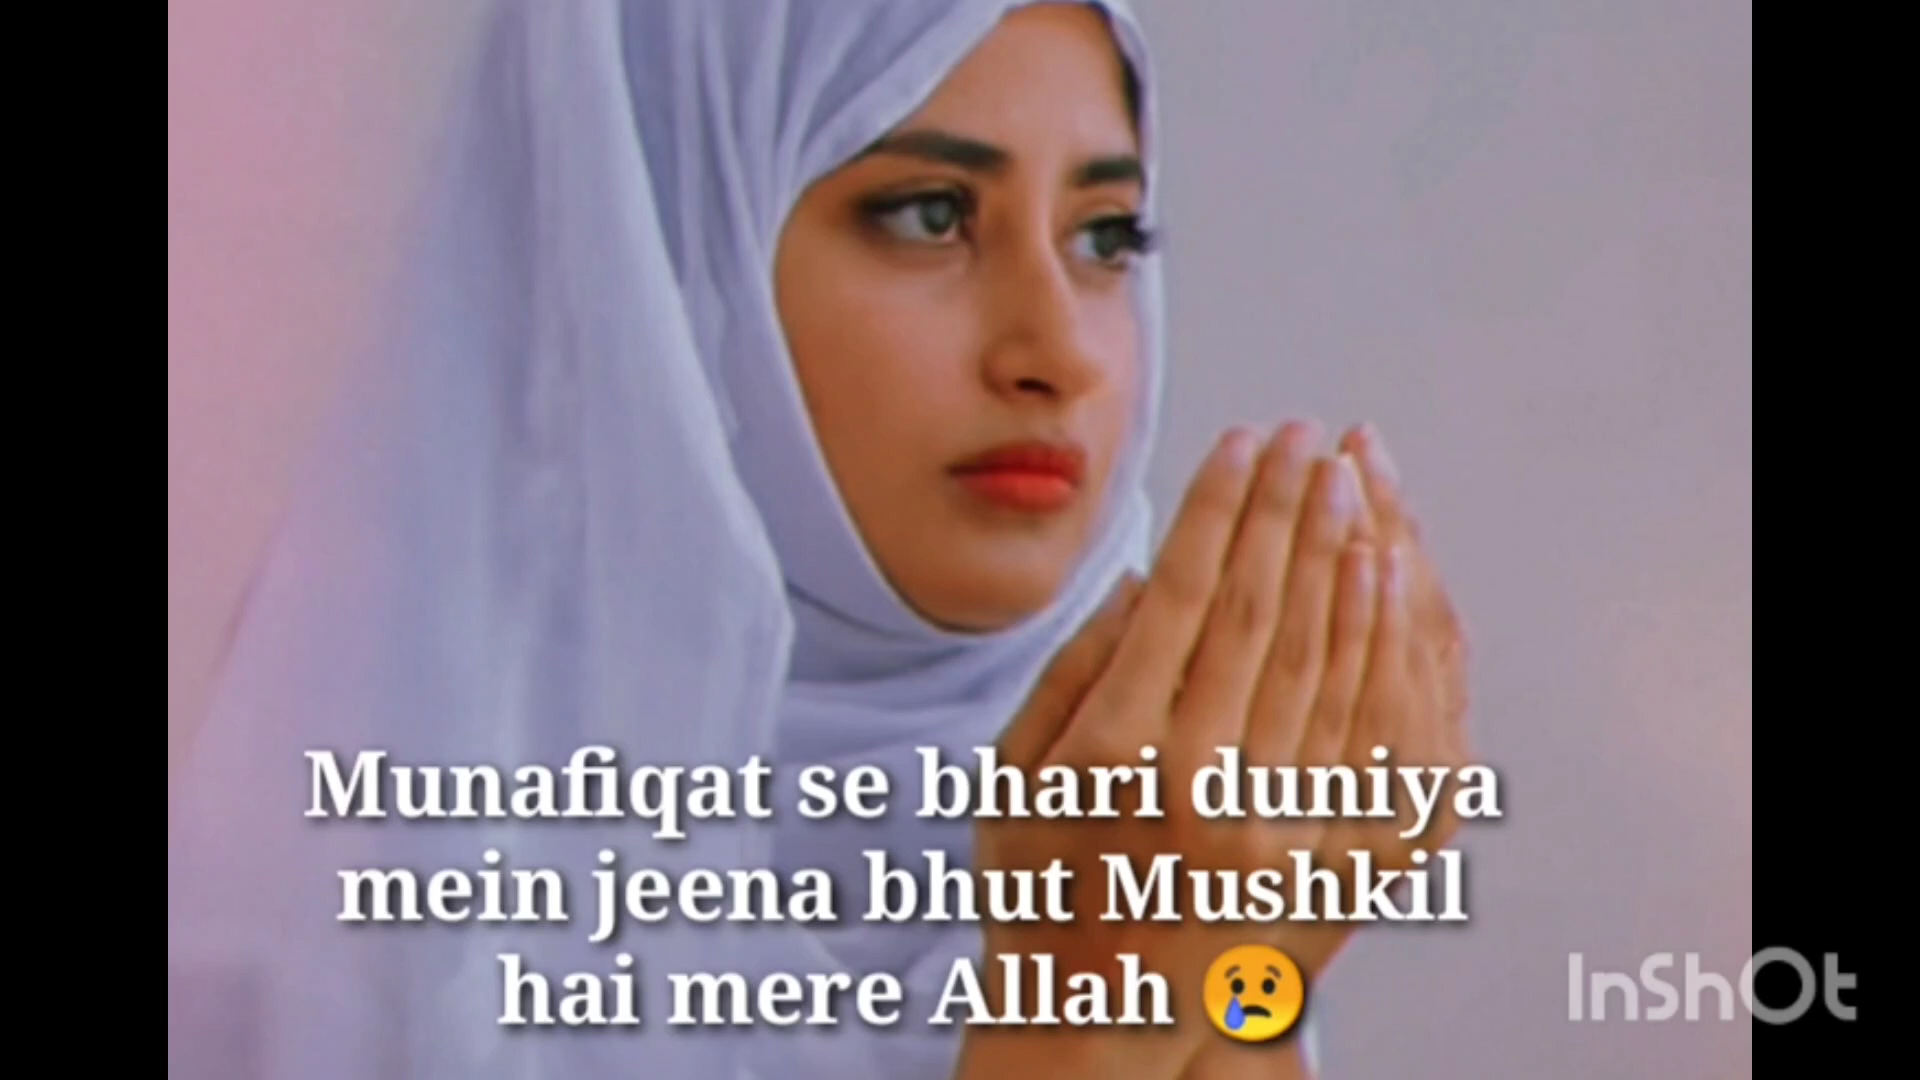 Munafiqat se bhari duniya
mein jeena bhut Mushkil
hai mere Allah 😢
InShOt